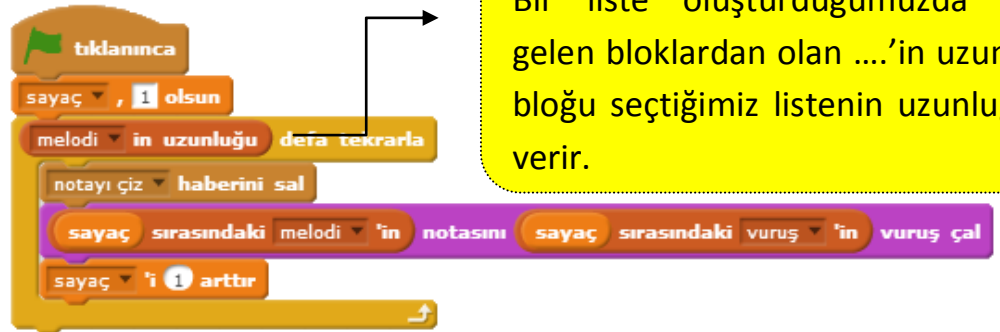 Bir liste oluşturduğumuzda
gelen bloklardan olan ….’in
bloğu seçtiğimiz listenin
verir.
tıklanınca
sayaç , 1 olsun
melodi in uzunluğu defa tekrarla
notayı çiz haberini sal
sayaç sırasındaki melodi 'in notasını sayaç sırasındaki vuruş 'in vuruş çal
sayaç 'i 1 arttır